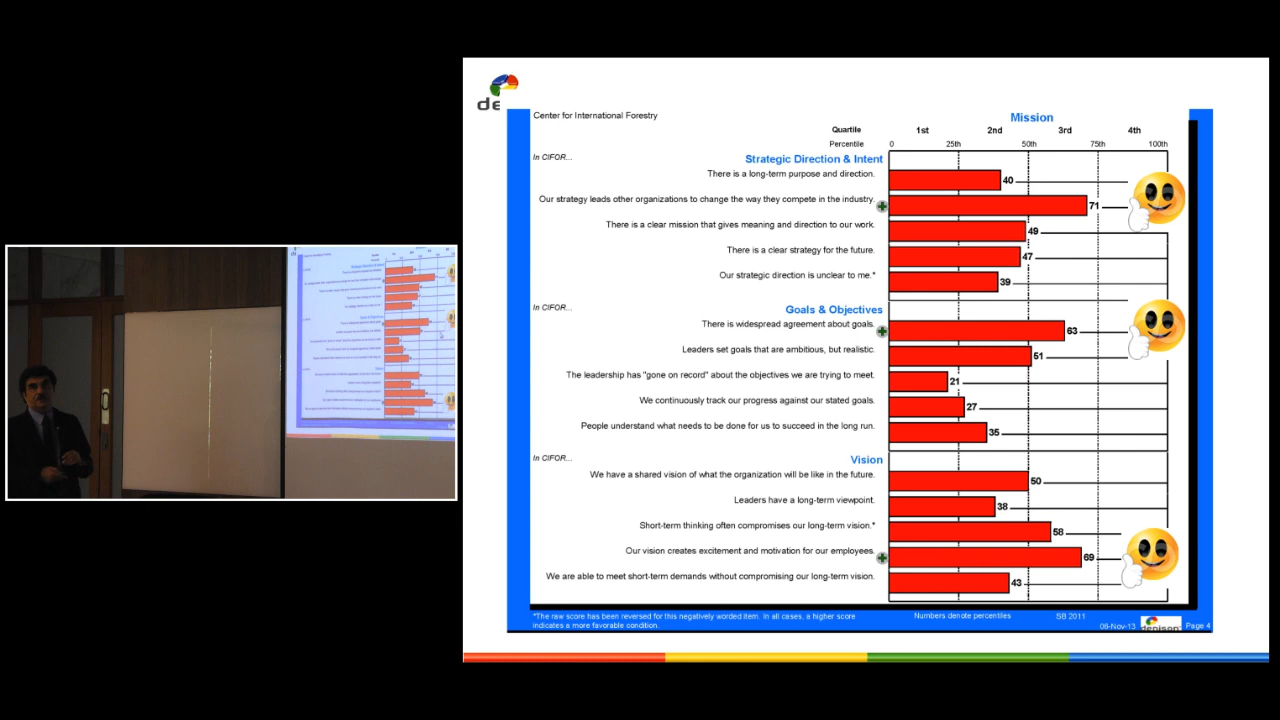 de
Center for International Forestry
Mission
Quartile 1st 2nd 3rd 4th
Percentile 0 25th 50th 75th 100th
In CIFOR...
Strategic Direction & Intent
There is a long-term purpose and direction. 40
Our strategy leads other organizations to change the way they compete in the industry. 71
There is a clear mission that gives meaning and direction to our work. 49
There is a clear strategy for the future. 47
Our strategic direction is unclear to me.* 39
In CIFOR...
Goals & Objectives
There is widespread agreement about goals. 63
Leaders set goals that are ambitious, but realistic. 51
The leadership has "gone on record" about the objectives we are trying to meet. 21
We continuously track our progress against our stated goals. 27
People understand what needs to be done for us to succeed in the long run. 35
In CIFOR...
Vision
We have a shared vision of what the organization will be like in the future. 50
Leaders have a long-term viewpoint. 38
Short-term thinking often compromises our long-term vision.* 58
Our vision creates excitement and motivation for our employees. 69
We are able to meet short-term demands without compromising our long-term vision. 43
*The raw score has been reversed for this negatively worded item. In all cases, a higher score
indicates a more favorable condition.
Numbers denote percentiles
SB 2011
06-Nov-13
denison
Page 4